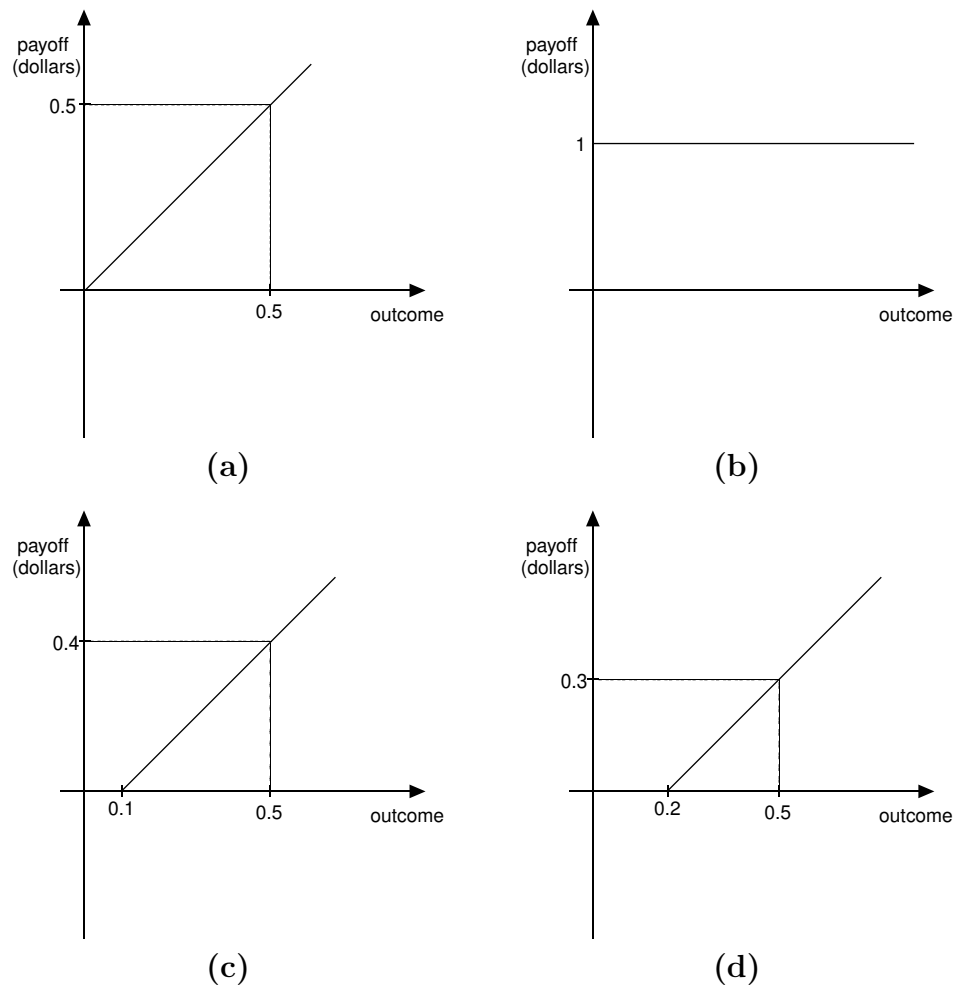 payoff
(dollars)
0.5
0.5
outcome
(a)
payoff
(dollars)
1
outcome
(b)
payoff
(dollars)
0.4
0.1
0.5
outcome
(c)
payoff
(dollars)
0.3
0.2
0.5
outcome
(d)